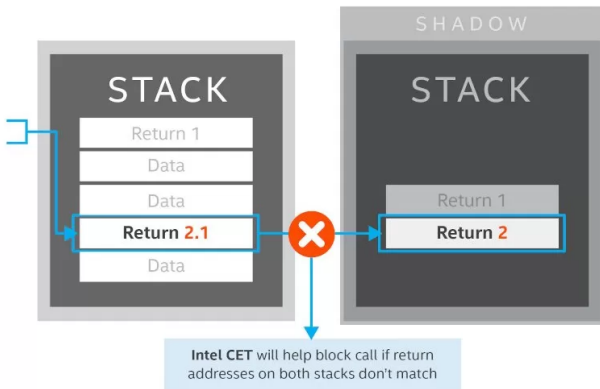 SHADOW
STACK
Return 1
Data
Data
Return 2.1
Data
STACK
Return 1
Return 2
Intel CET will help block call if return
addresses on both stacks don't match